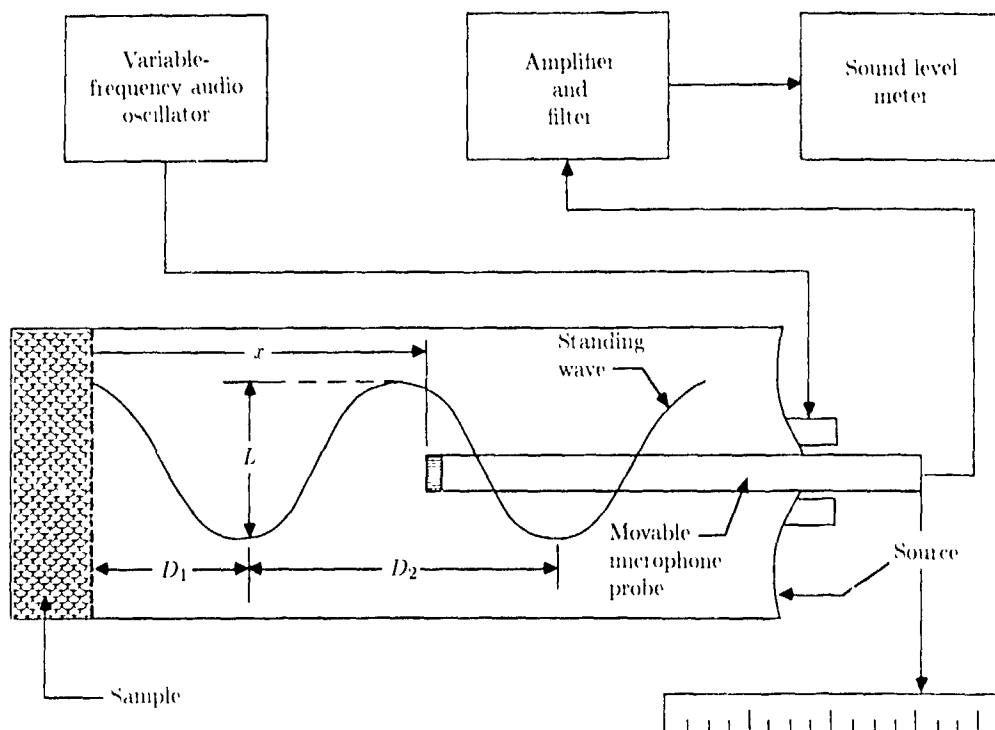 Variable-
frequency audio
oscillator
Amplifier
and
filter
Sound level
meter
x
Standing
wave
L
D1
D2
Movable
microphone
probe
Source
Sample